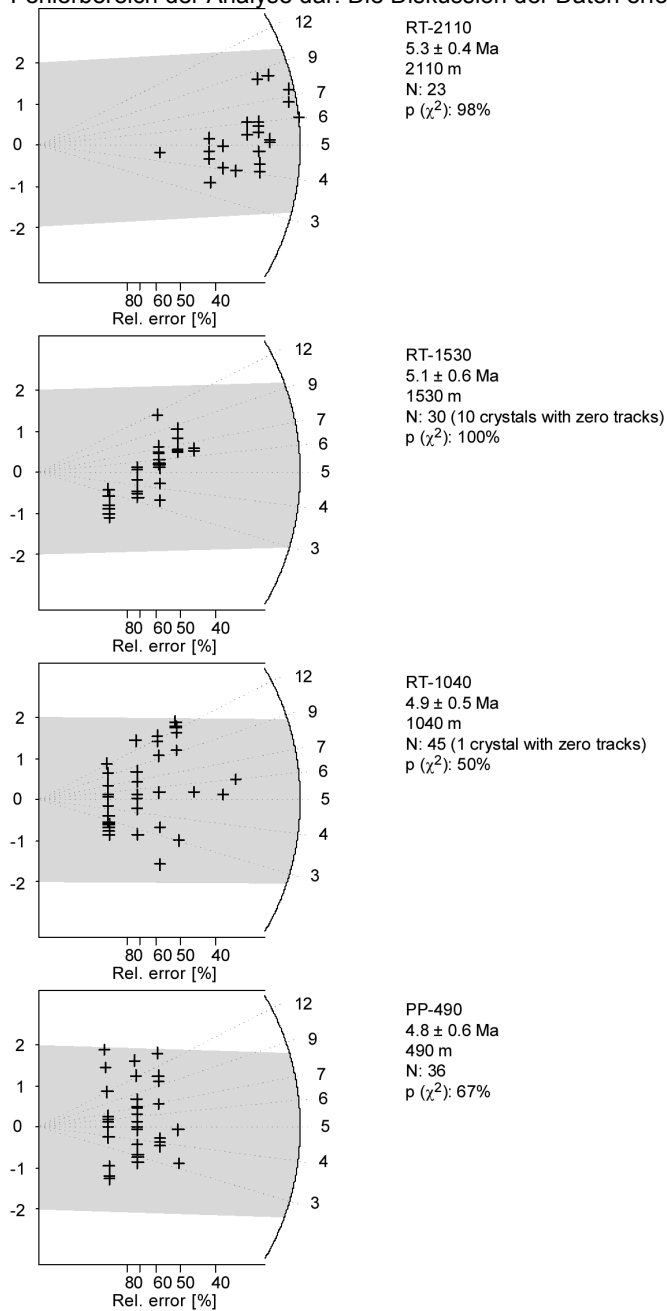 Fehlerbereich der Analyse dar. Die Diskussion der Daten erfo
12
9
7
6
5
4
3
2
1
0
-1
-2
80 60 50 40
Rel. error [%]
RT-2110
5.3 ± 0.4 Ma
2110 m
N: 23
p (χ²): 98%
12
9
7
6
5
4
3
2
1
0
-1
-2
80 60 50 40
Rel. error [%]
RT-1530
5.1 ± 0.6 Ma
1530 m
N: 30 (10 crystals with zero tracks)
p (χ²): 100%
12
9
7
6
5
4
3
2
1
0
-1
-2
80 60 50 40
Rel. error [%]
RT-1040
4.9 ± 0.5 Ma
1040 m
N: 45 (1 crystal with zero tracks)
p (χ²): 50%
12
9
7
6
5
4
3
2
1
0
-1
-2
80 60 50 40
Rel. error [%]
PP-490
4.8 ± 0.6 Ma
490 m
N: 36
p (χ²): 67%